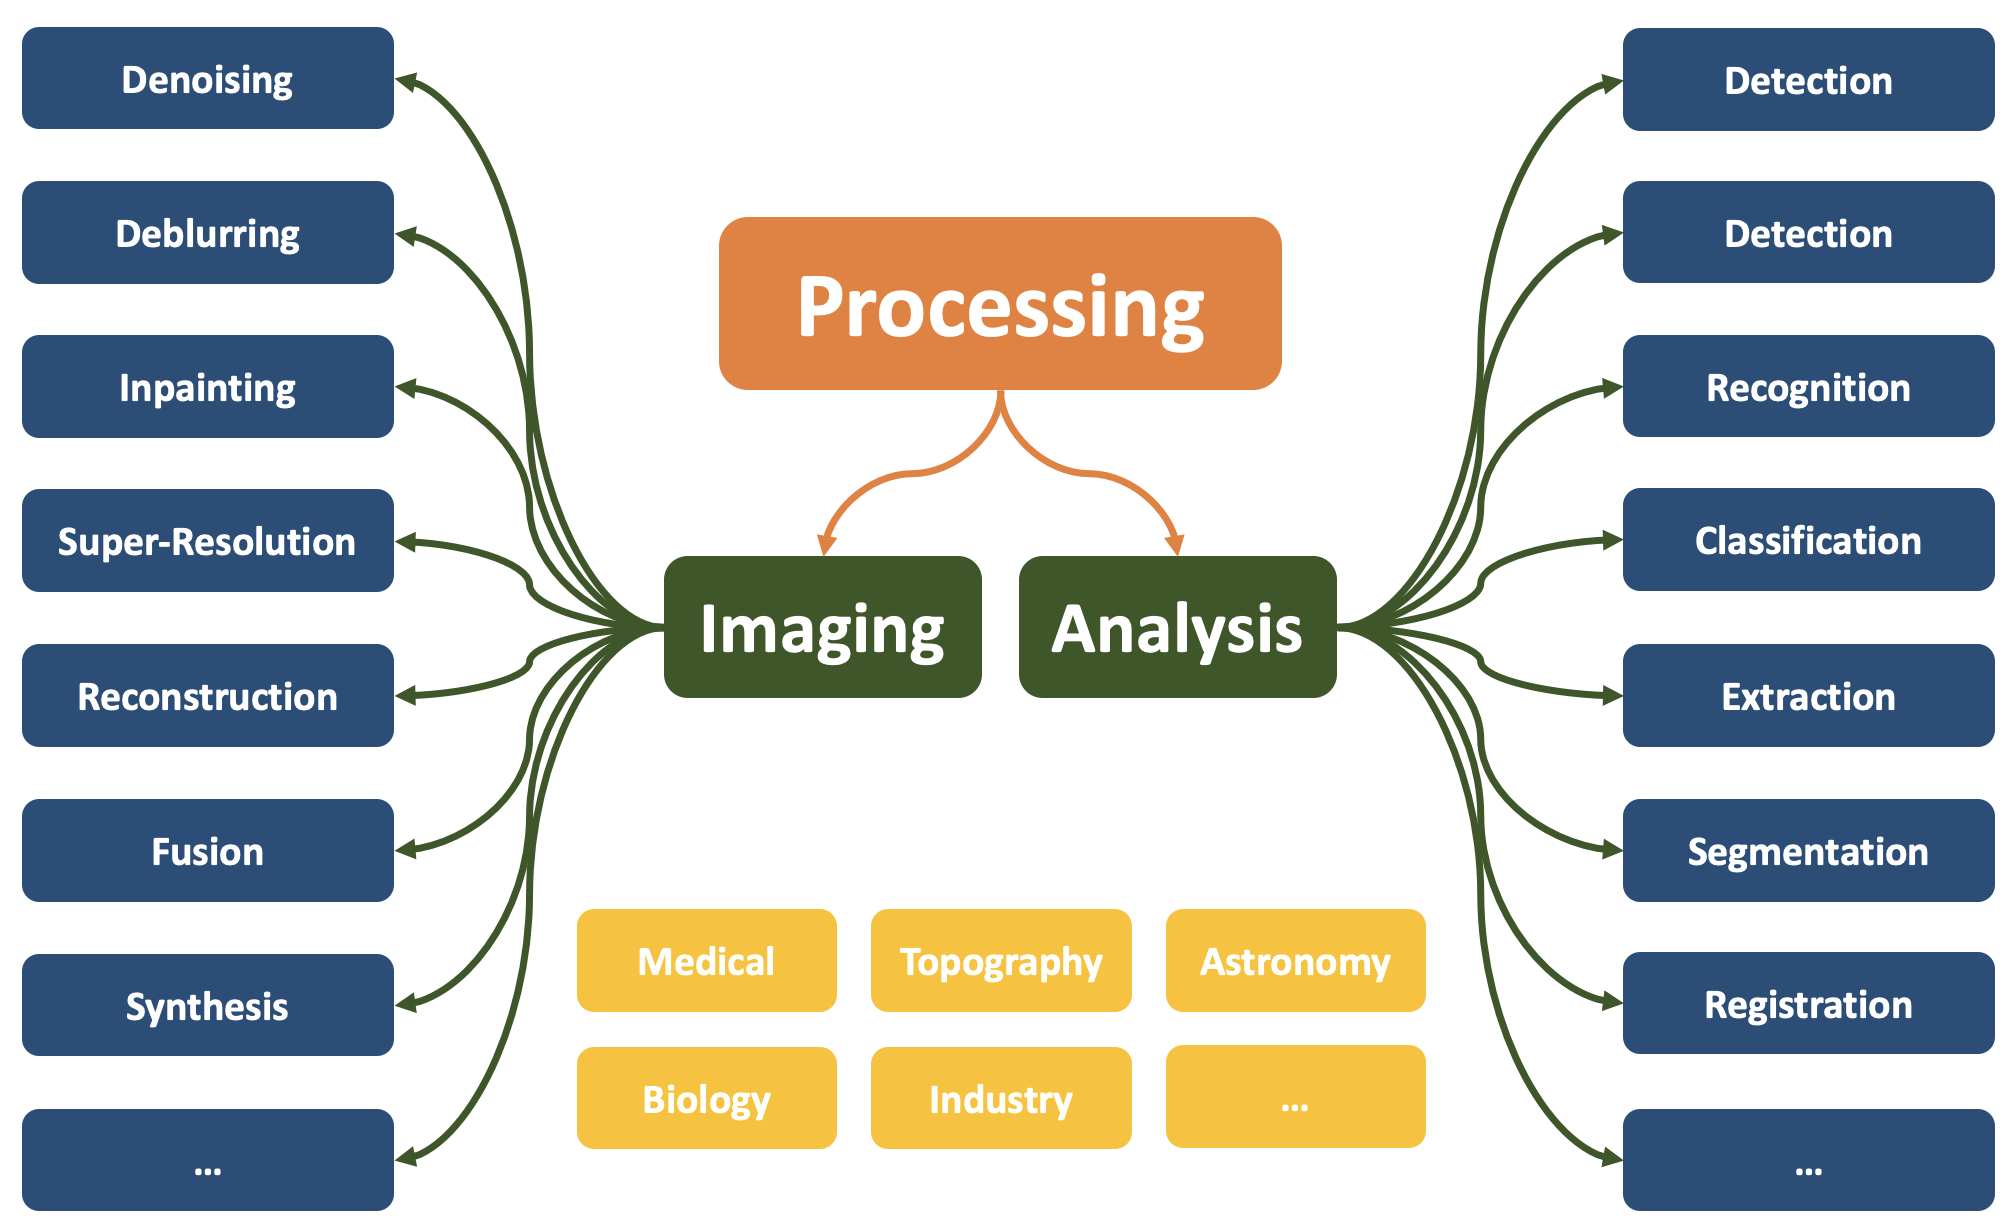 Denoising
Deblurring
Inpainting
Super-Resolution
Reconstruction
Fusion
Synthesis
...
Processing
Imaging
Analysis
Medical
Topography
Astronomy
Biology
Industry
...
Detection
Detection
Recognition
Classification
Extraction
Segmentation
Registration
...